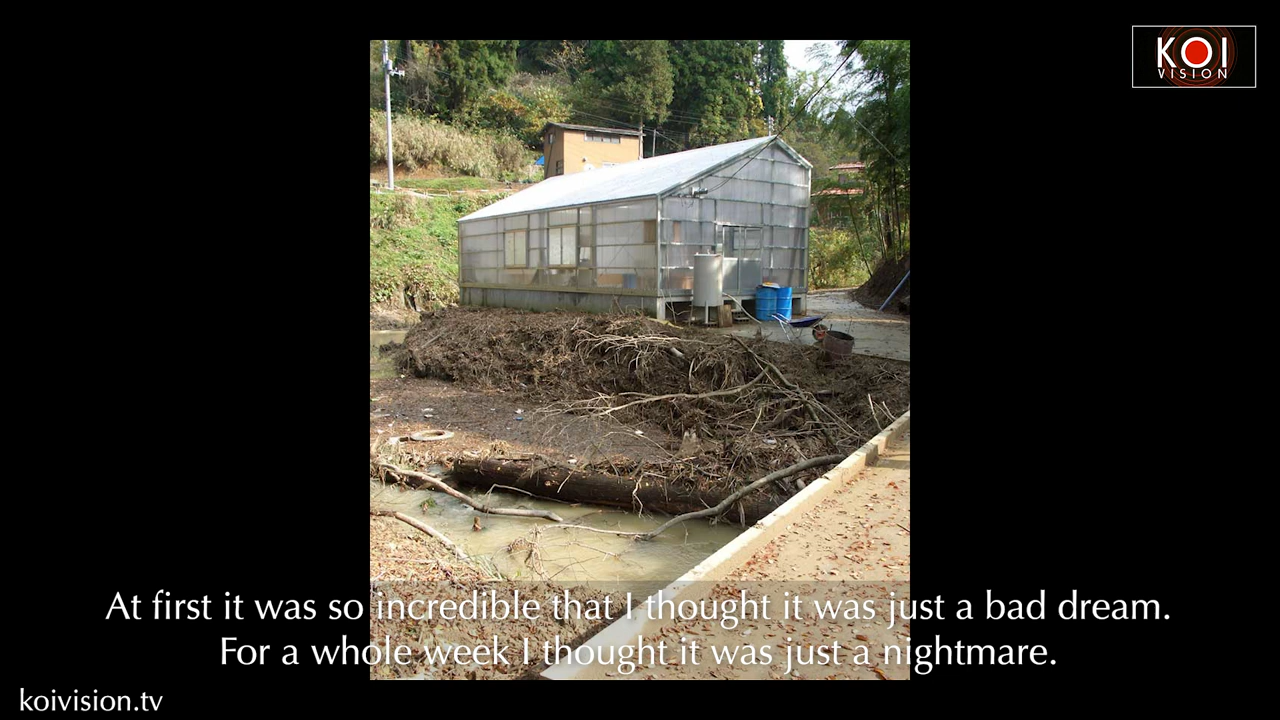 KOI
VISION
At first it was so incredible that I thought it was just a bad dream.
For a whole week I thought it was just a nightmare.
koivision.tv